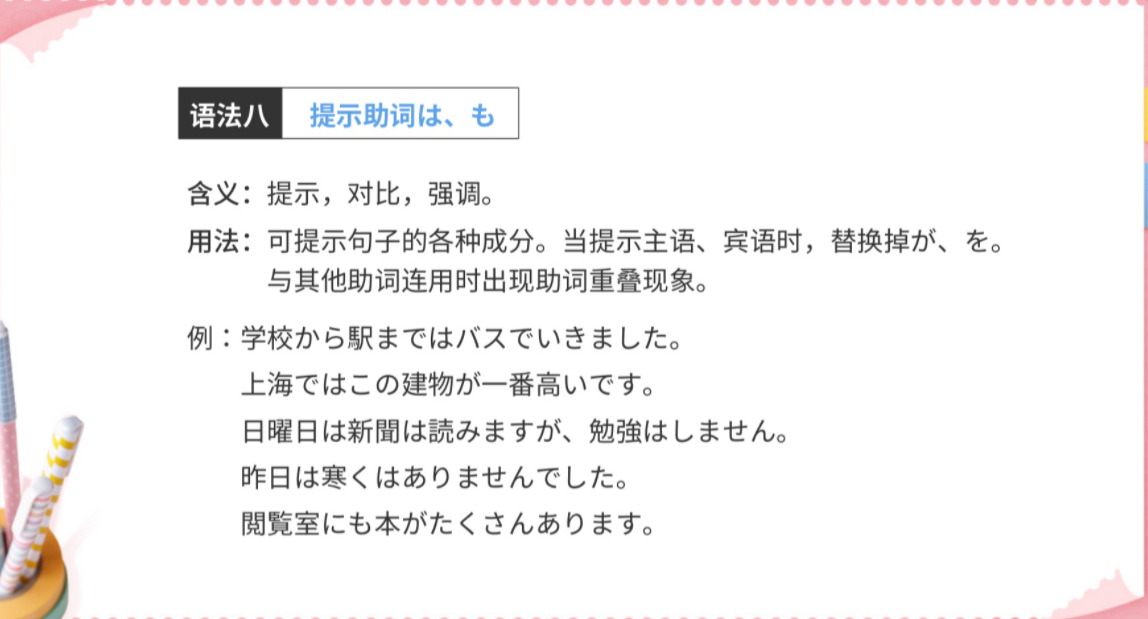 语法八 提示助词は、も
含义：提示，对比，强调。
用法：可提示句子的各种成分。当提示主语、宾语时，替换掉が、を。
与其他助词连用时出现助词重叠现象。
例：学校から駅まではバスでいきました。
上海ではこの建物が一番高いです。
日曜日は新聞は読みますが、勉強はしません。
昨日は寒くはありませんでした。
閲覧室にも本がたくさんあります。